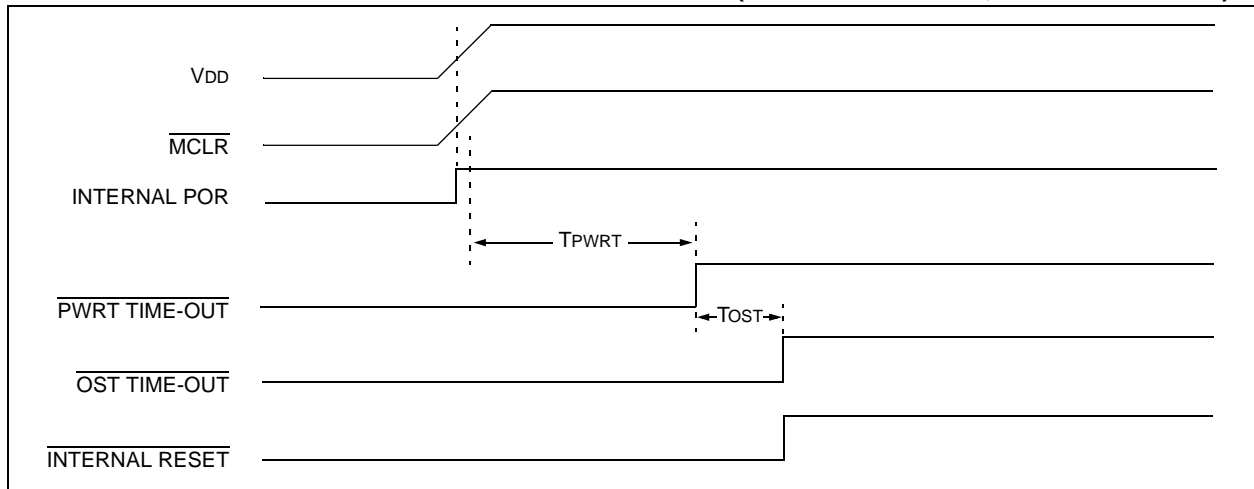 VDD
MCLR
INTERNAL POR
TPWRT
PWRT TIME-OUT
TOST
OST TIME-OUT
INTERNAL RESET